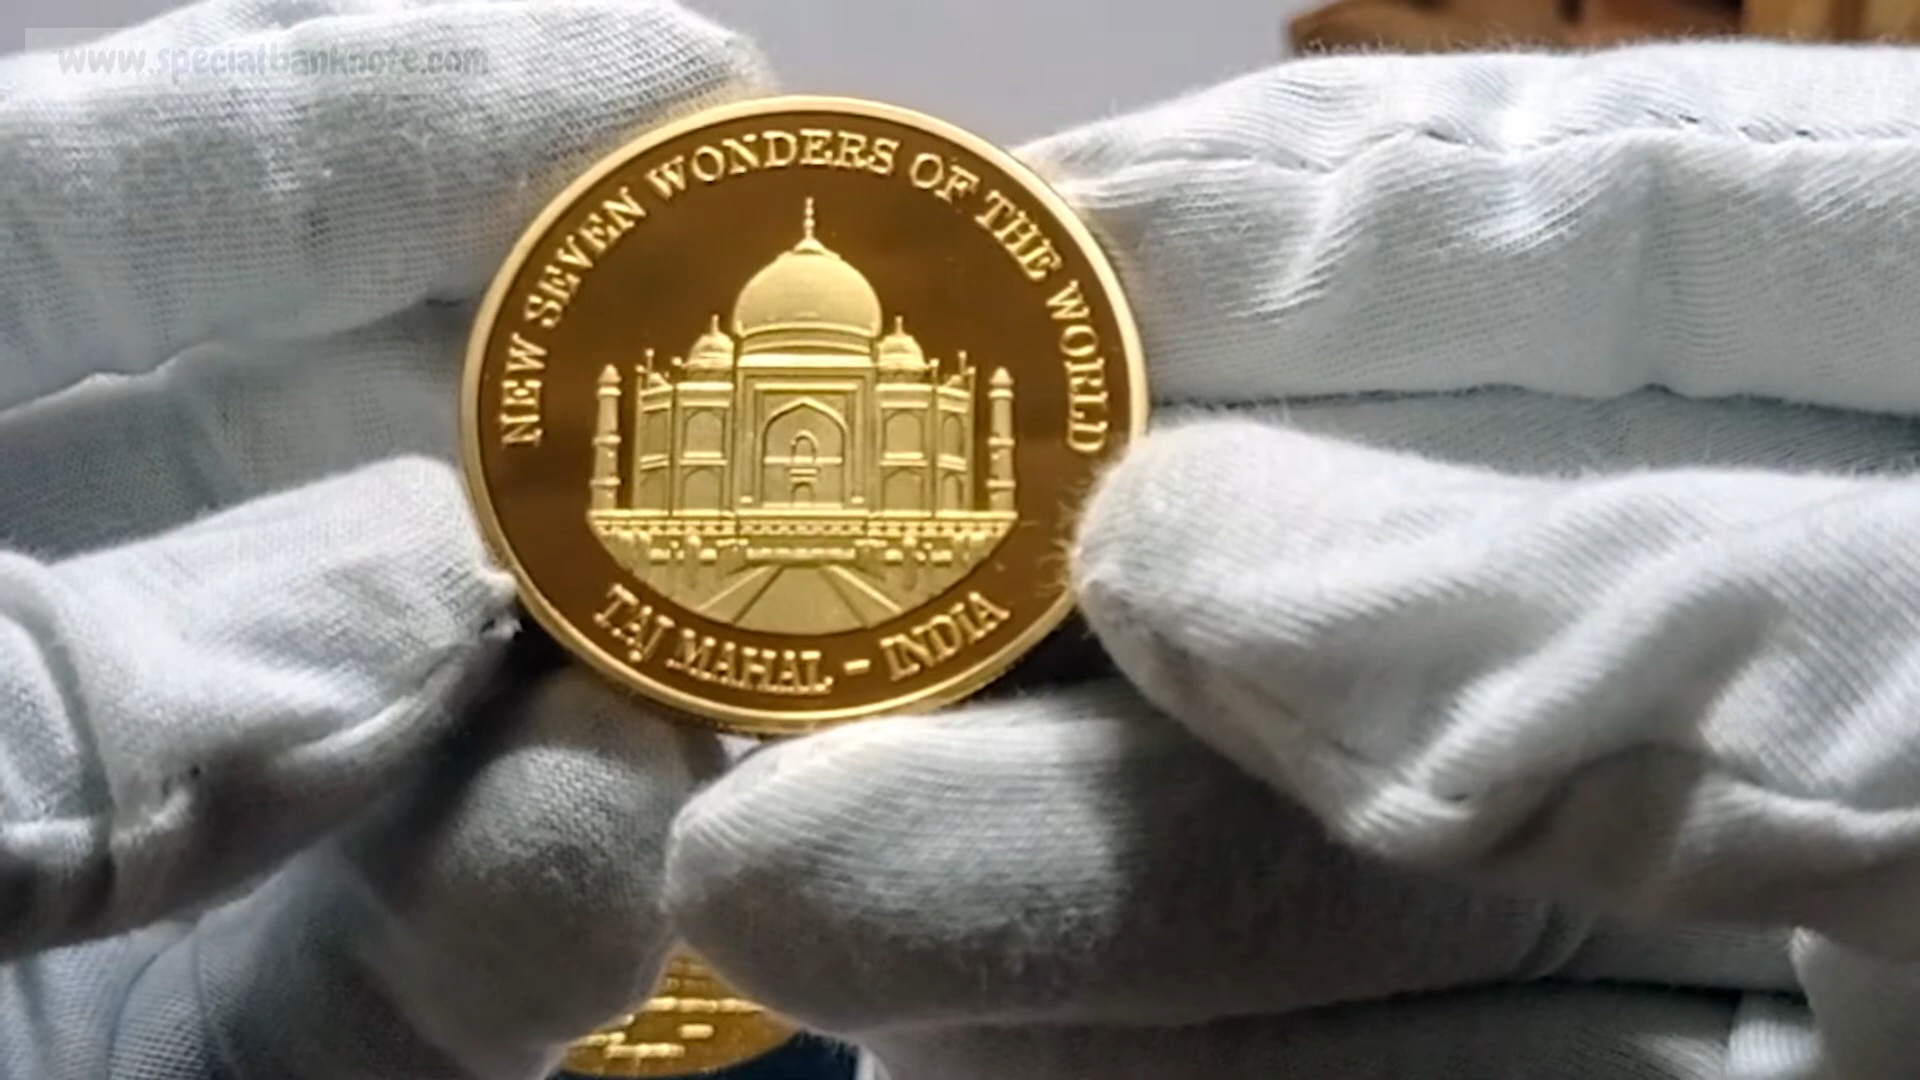 www.specialbanknote.com
NEW SEVEN WONDERS OF THE WORLD
TAJ MAHAL - INDIA